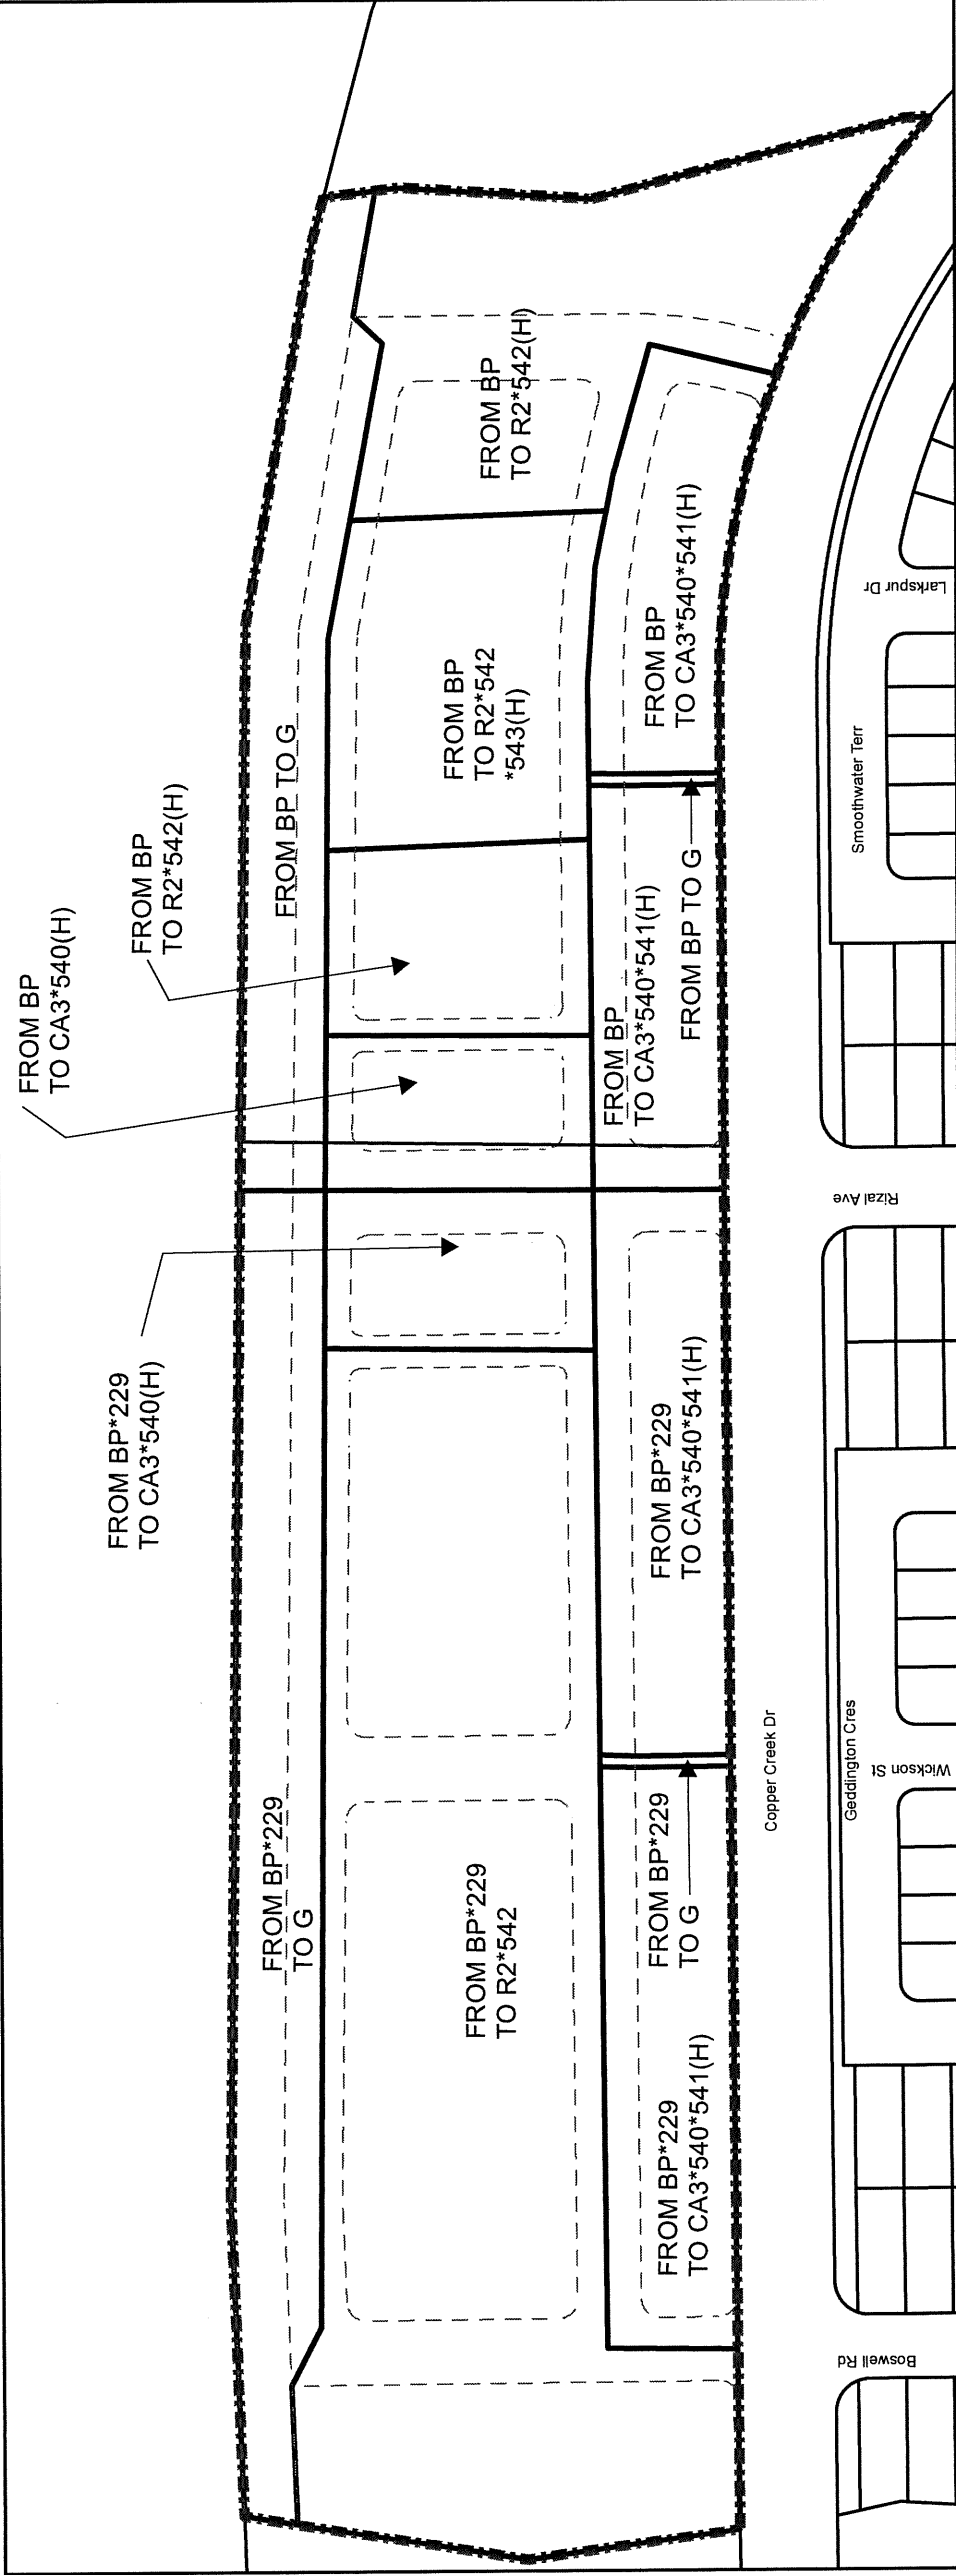 FROM BP
TO CA3*540(H)
FROM BP
TO R2*542(H)
FROM BP*229
TO CA3*540(H)
FROM BP*229
TO G
FROM BP TO G
FROM BP*229
TO R2*542
FROM BP
TO R2*542
*543(H)
FROM BP
TO R2*542(H)
FROM BP*229
TO CA3*540*541(H)
FROM BP*229
TO G
FROM BP*229
TO CA3*540*541(H)
FROM BP
TO CA3*540*541(H)
FROM BP TO G
FROM BP
TO CA3*540*541(H)
Copper Creek Dr
Boswell Rd
Geddington Cres
Wickson St
Rizal Ave
Smoothwater Terr
Larkspur Dr